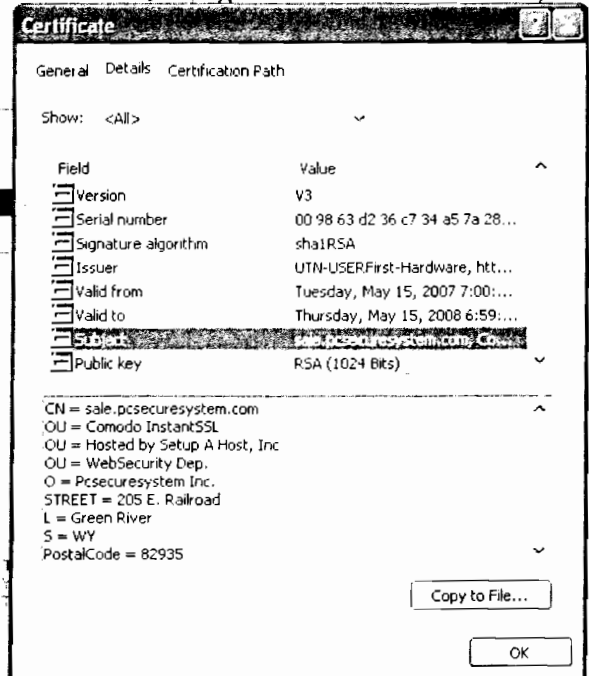 Certificate
General Details Certification Path
Show: <All>
Field Value
Version V3
Serial number 00 98 63 d2 36 c7 34 a5 7a 28...
Signature algorithm sha1RSA
Issuer UTN-USERFirst-Hardware, htt...
Valid from Tuesday, May 15, 2007 7:00:...
Valid to Thursday, May 15, 2008 6:59:...
Subject sale.pcsecuresystem.com, Co...
Public key RSA (1024 Bits)
CN = sale.pcsecuresystem.com
OU = Comodo InstantSSL
OU = Hosted by Setup A Host, Inc
OU = WebSecurity Dep.
O = Pcsecuresystem Inc.
STREET = 205 E. Railroad
L = Green River
S = WY
PostalCode = 82935
Copy to File...
OK